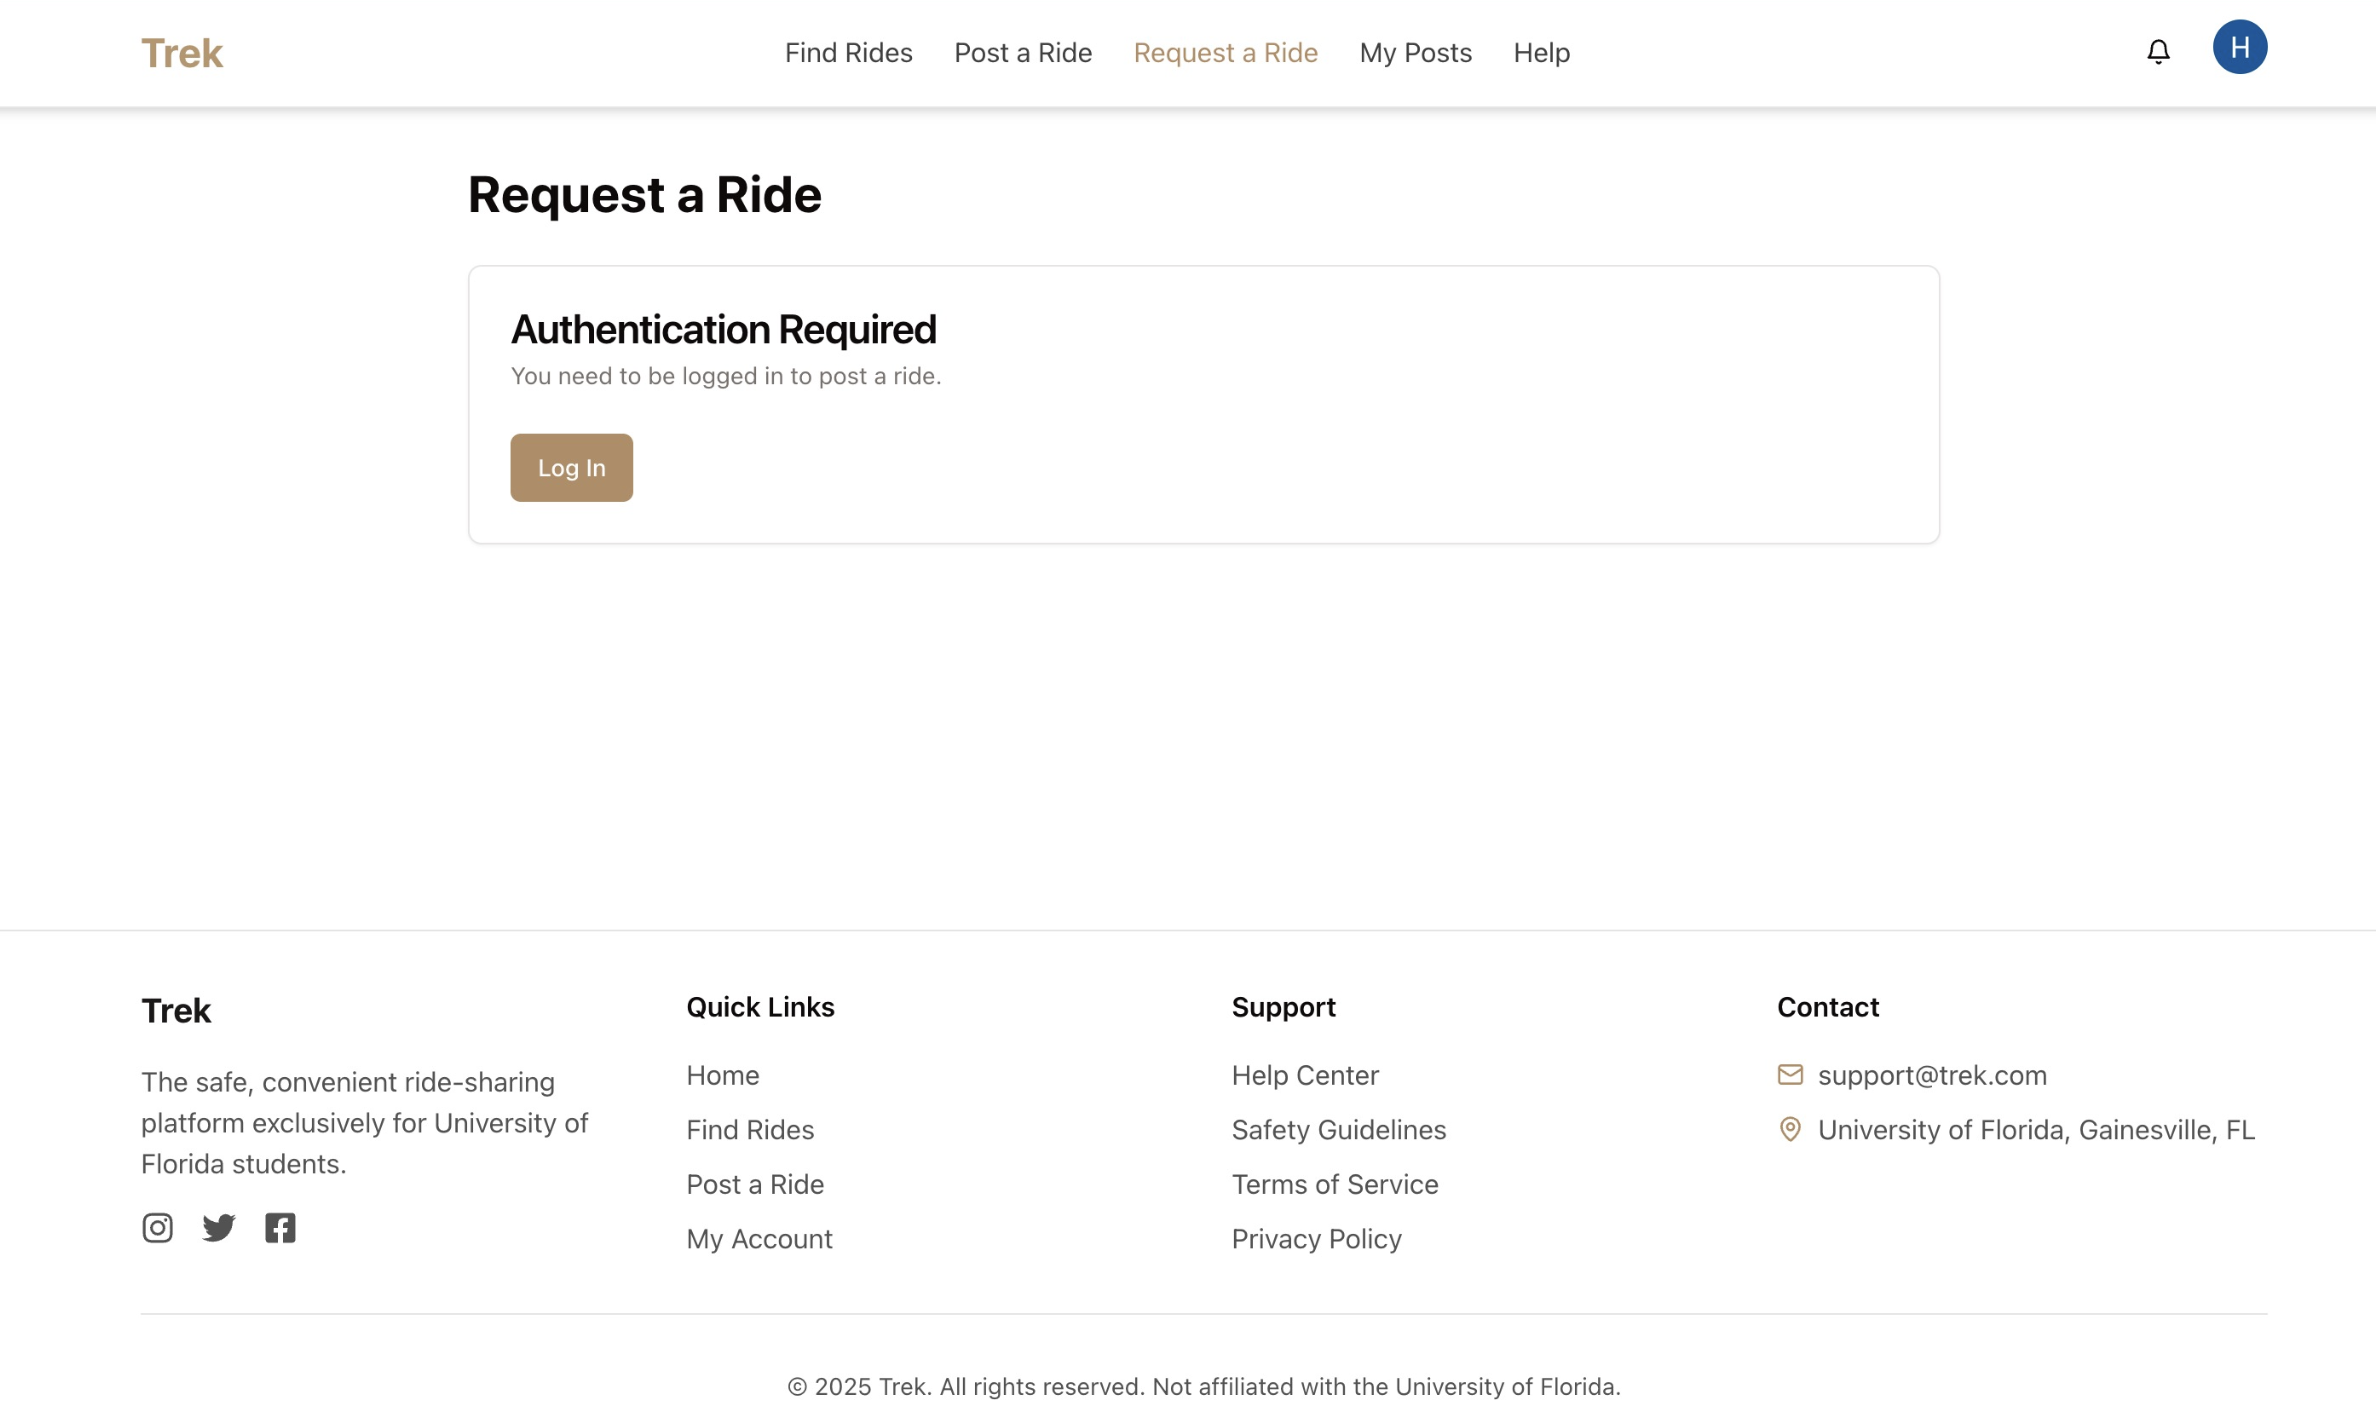 Trek
Find Rides
Post a Ride
Request a Ride
My Posts
Help
H
Request a Ride
Authentication Required
You need to be logged in to post a ride.
Log In
Trek
The safe, convenient ride-sharing
platform exclusively for University of
Florida students.
Quick Links
Home
Find Rides
Post a Ride
My Account
Support
Help Center
Safety Guidelines
Terms of Service
Privacy Policy
Contact
support@trek.com
University of Florida, Gainesville, FL
© 2025 Trek. All rights reserved. Not affiliated with the University of Florida.